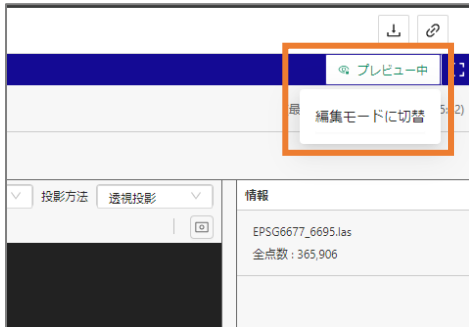 プレビュー中
最
編集モードに切替
5:22)
投影方法 透視投影
情報
EPSG6677_6695.las
全点数 : 365,906